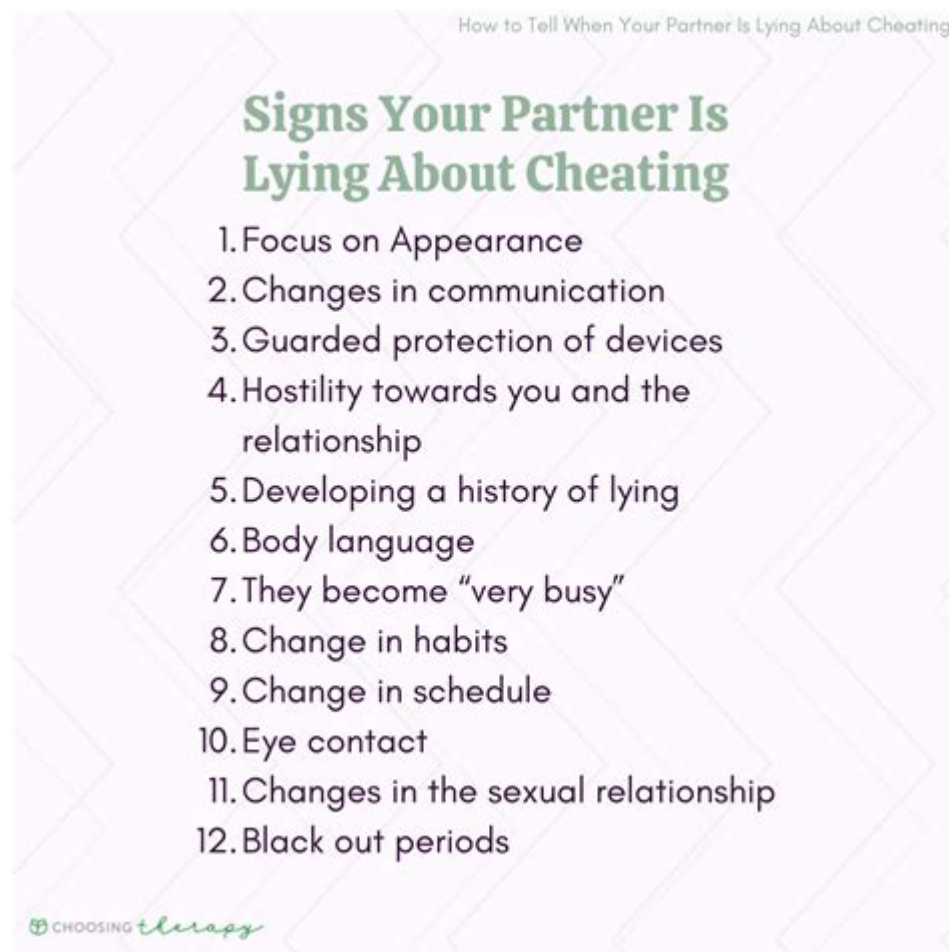 How to Tell When Your Partner Is Lying About Cheating
Signs Your Partner Is
Lying About Cheating
1. Focus on Appearance
2. Changes in communication
3. Guarded protection of devices
4. Hostility towards you and the
relationship
5. Developing a history of lying
6. Body language
7. They become “very busy”
8. Change in habits
9. Change in schedule
10. Eye contact
11. Changes in the sexual relationship
12. Black out periods
CHOOSING therapy